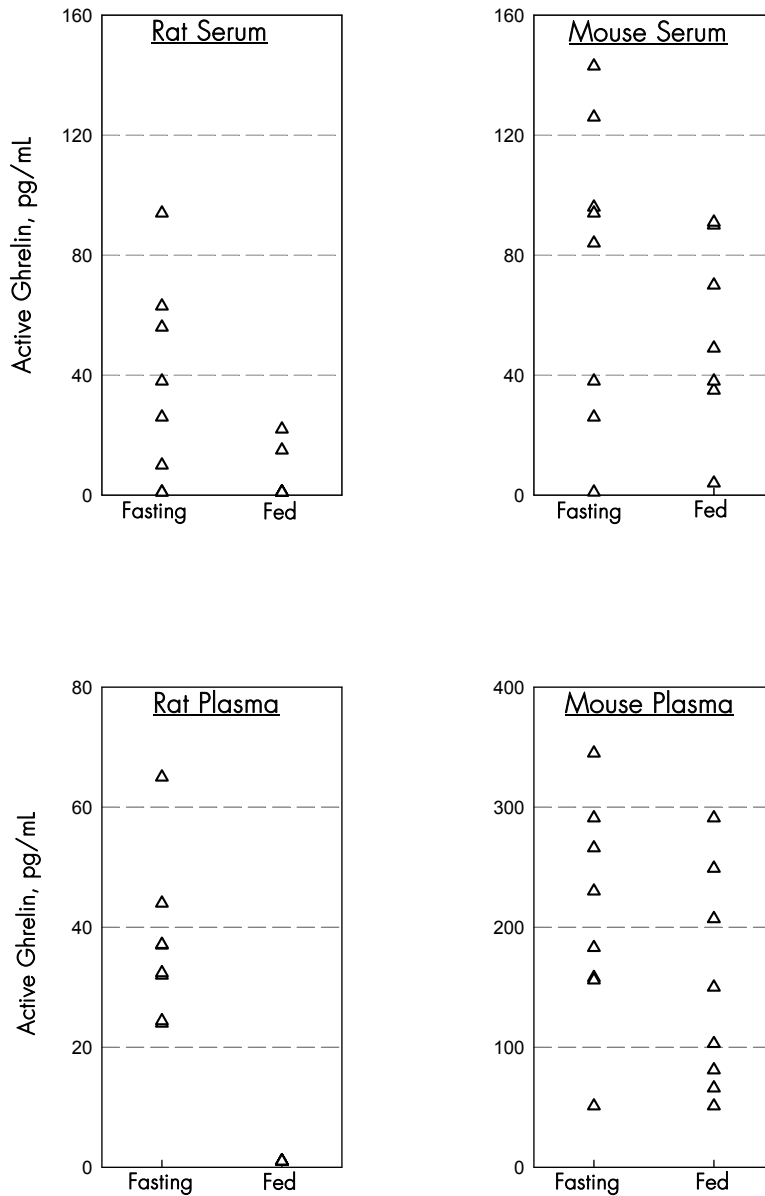 Rat Serum
Active Ghrelin, pg/mL
160
120
80
40
0
Fasting Fed
Mouse Serum
160
120
80
40
0
Fasting Fed
Rat Plasma
Active Ghrelin, pg/mL
80
60
40
20
0
Fasting Fed
Mouse Plasma
400
300
200
100
0
Fasting Fed